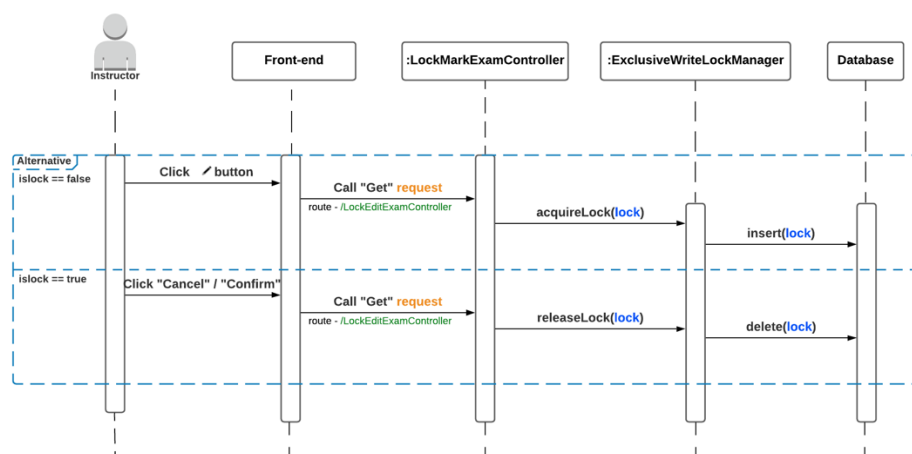 Instructor
Front-end
:LockMarkExamController
:ExclusiveWriteLockManager
Database
Alternative
islock == false
Click button
Call "Get" request
route - /LockEditExamController
acquireLock(lock)
insert(lock)
islock == true
Click "Cancel" / "Confirm"
Call "Get" request
route - /LockEditExamController
releaseLock(lock)
delete(lock)